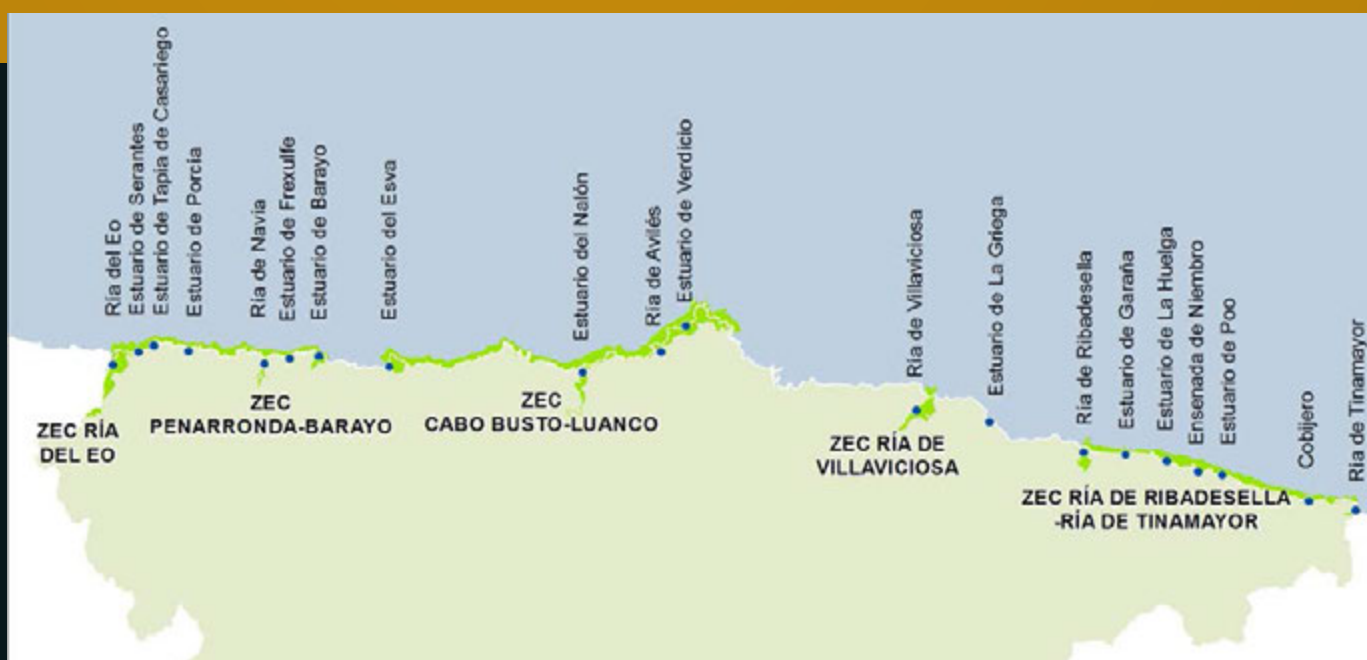 Ría del Eo
Estuario de Serantes
Estuario de Tapia de Casariego
Estuario de Porcia
Ría de Navia
Estuario de Frexulfe
Estuario de Barayo
Estuario del Esva
Estuario del Nalón
Ría de Avilés
Estuario de Verdicio
Ría de Villaviciosa
Estuario de La Griega
Ría de Ribadesella
Estuario de Garaña
Estuario de La Huelga
Ensenada de Niembro
Estuario de Poo
Cobijero
Ría de Tinamayor
ZEC RÍA
DEL EO
ZEC
PENARRONDA-BARAYO
ZEC
CABO BUSTO-LUANCO
ZEC RÍA DE
VILLAVICIOSA
ZEC RÍA DE RIBADESELLA
-RÍA DE TINAMAYOR